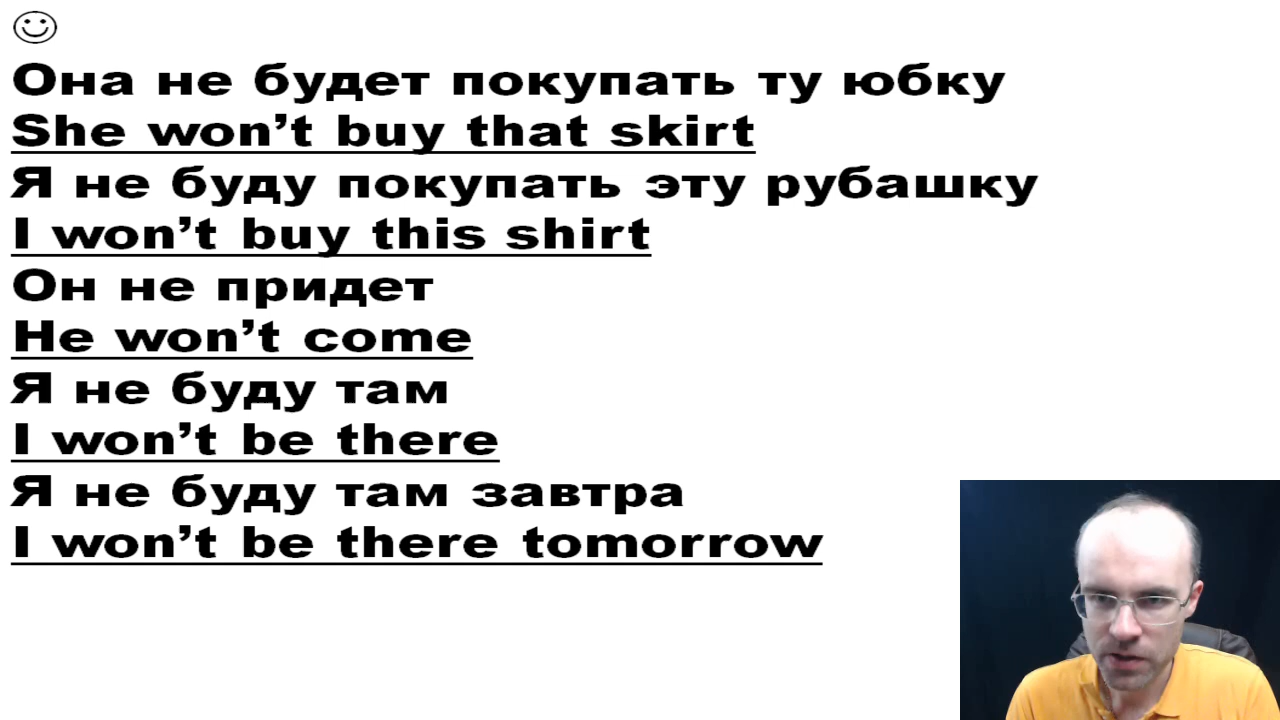 Она не будет покупать ту юбку
She won’t buy that skirt
Я не буду покупать эту рубашку
I won’t buy this shirt
Он не придет
He won’t come
Я не буду там
I won’t be there
Я не буду там завтра
I won’t be there tomorrow